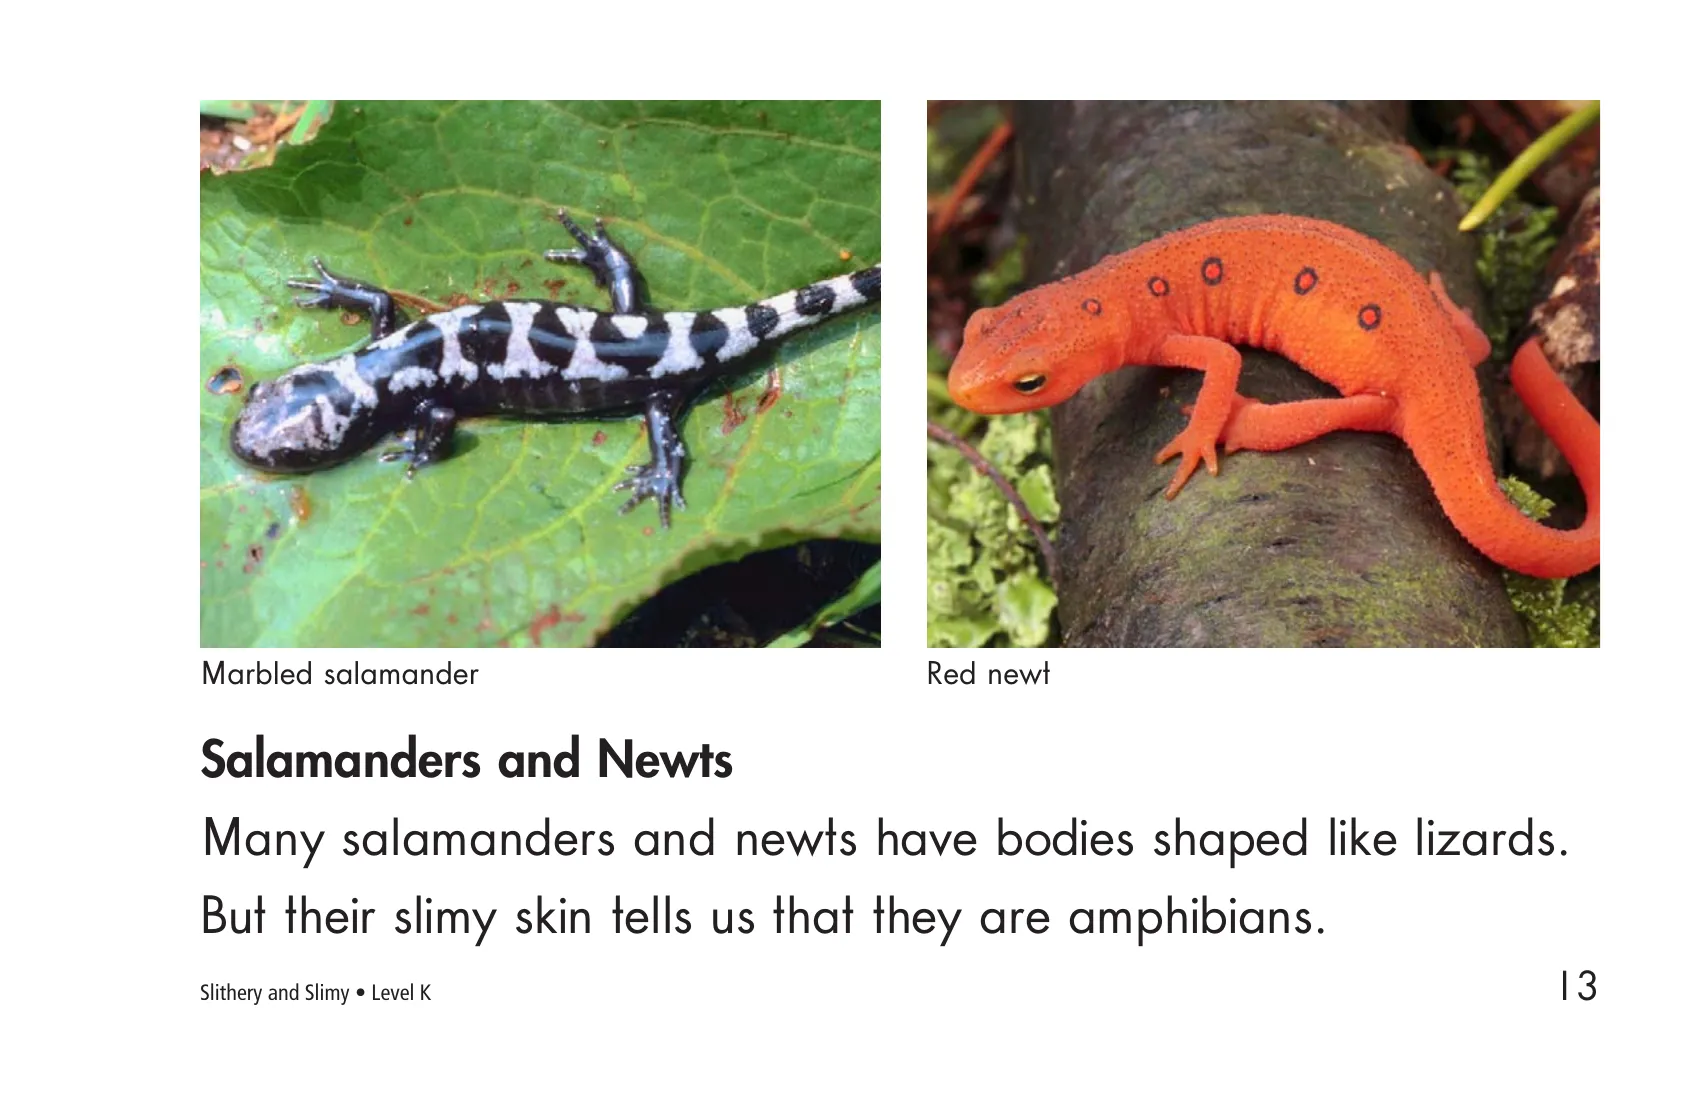 Marbled salamander
Red newt
Salamanders and Newts
Many salamanders and newts have bodies shaped like lizards.
But their slimy skin tells us that they are amphibians.
Slithery and Slimy • Level K
13